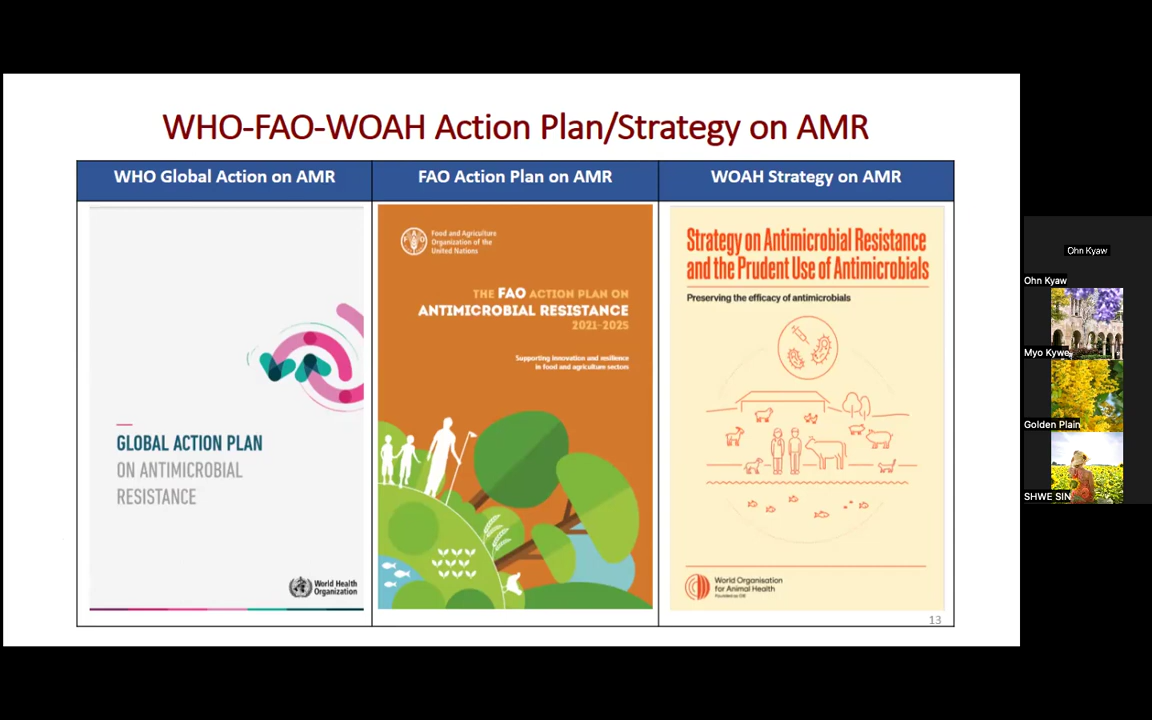 WHO-FAO-WOAH Action Plan/Strategy on AMR
WHO Global Action on AMR
FAO Action Plan on AMR
WOAH Strategy on AMR
GLOBAL ACTION PLAN
ON ANTIMICROBIAL
RESISTANCE
World Health
Organization
Food and Agriculture
Organization of the
United Nations
THE FAO ACTION PLAN ON
ANTIMICROBIAL RESISTANCE
2021-2025
Supporting innovation and resilience
in food and agriculture sectors
Strategy on Antimicrobial Resistance
and the Prudent Use of Antimicrobials
Preserving the efficacy of antimicrobials
World Organisation
for Animal Health
Founded as OIE
13
Ohn Kyaw
Ohn Kyaw
Myo Kywe
Golden Plain
SHWE SIN